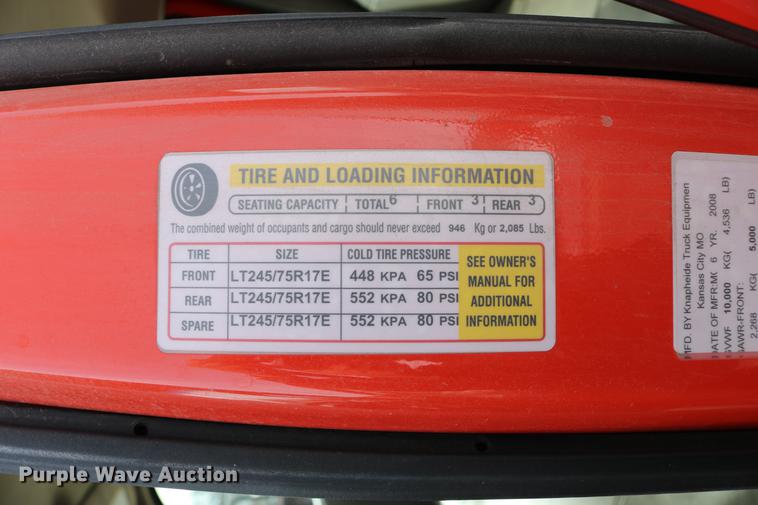 TIRE AND LOADING INFORMATION
SEATING CAPACITY TOTAL 6 FRONT 3 REAR 3
The combined weight of occupants and cargo should never exceed 946 Kg or 2,085 Lbs.
TIRE SIZE COLD TIRE PRESSURE
FRONT LT245/75R17E 448 KPA 65 PSI
REAR LT245/75R17E 552 KPA 80 PSI
SPARE LT245/75R17E 552 KPA 80 PSI
SEE OWNER'S
MANUAL FOR
ADDITIONAL
INFORMATION
MFD. BY Knapheide Truck Equipmen
Kansas City MO
DATE OF MFR:M( 6 YR. 2008
GVWF 10,000 KG( 4,536 LB)
GAWR-FRONT: 5,000 LB)
2,268 KG(
Purple Wave Auction